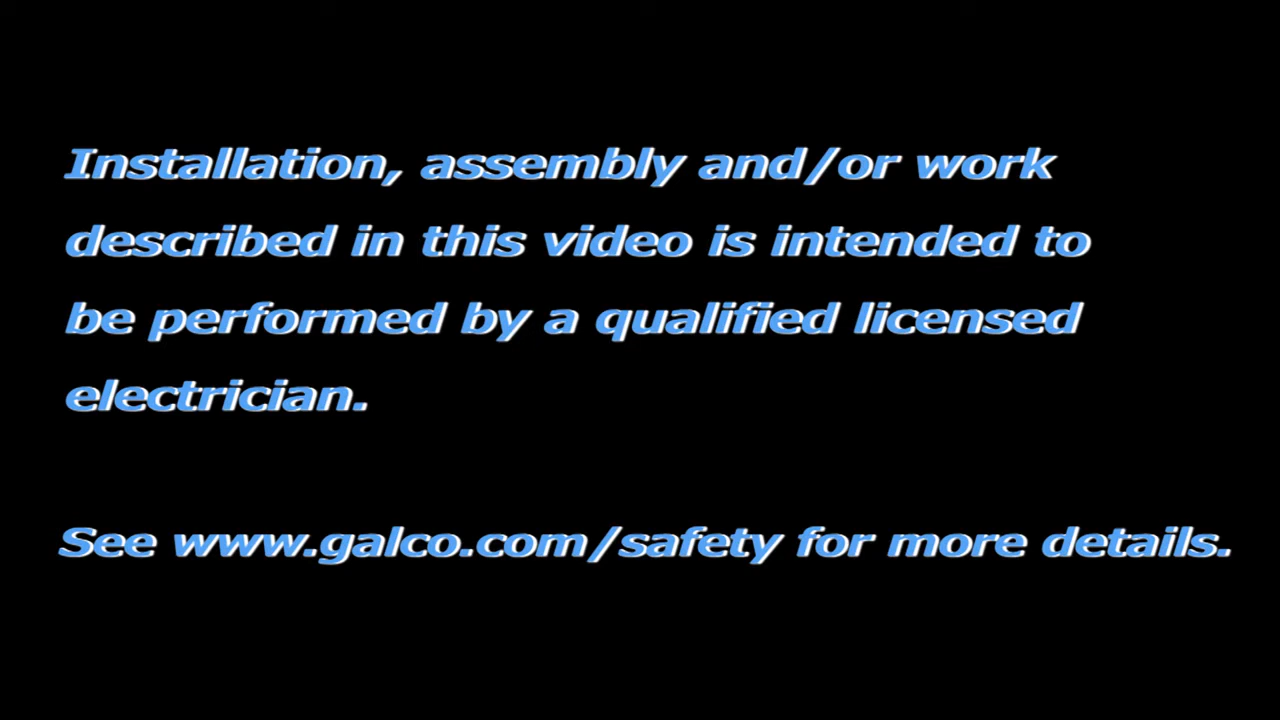 Installation, assembly and/or work
described in this video is intended to
be performed by a qualified licensed
electrician.
See www.galco.com/safety for more details.